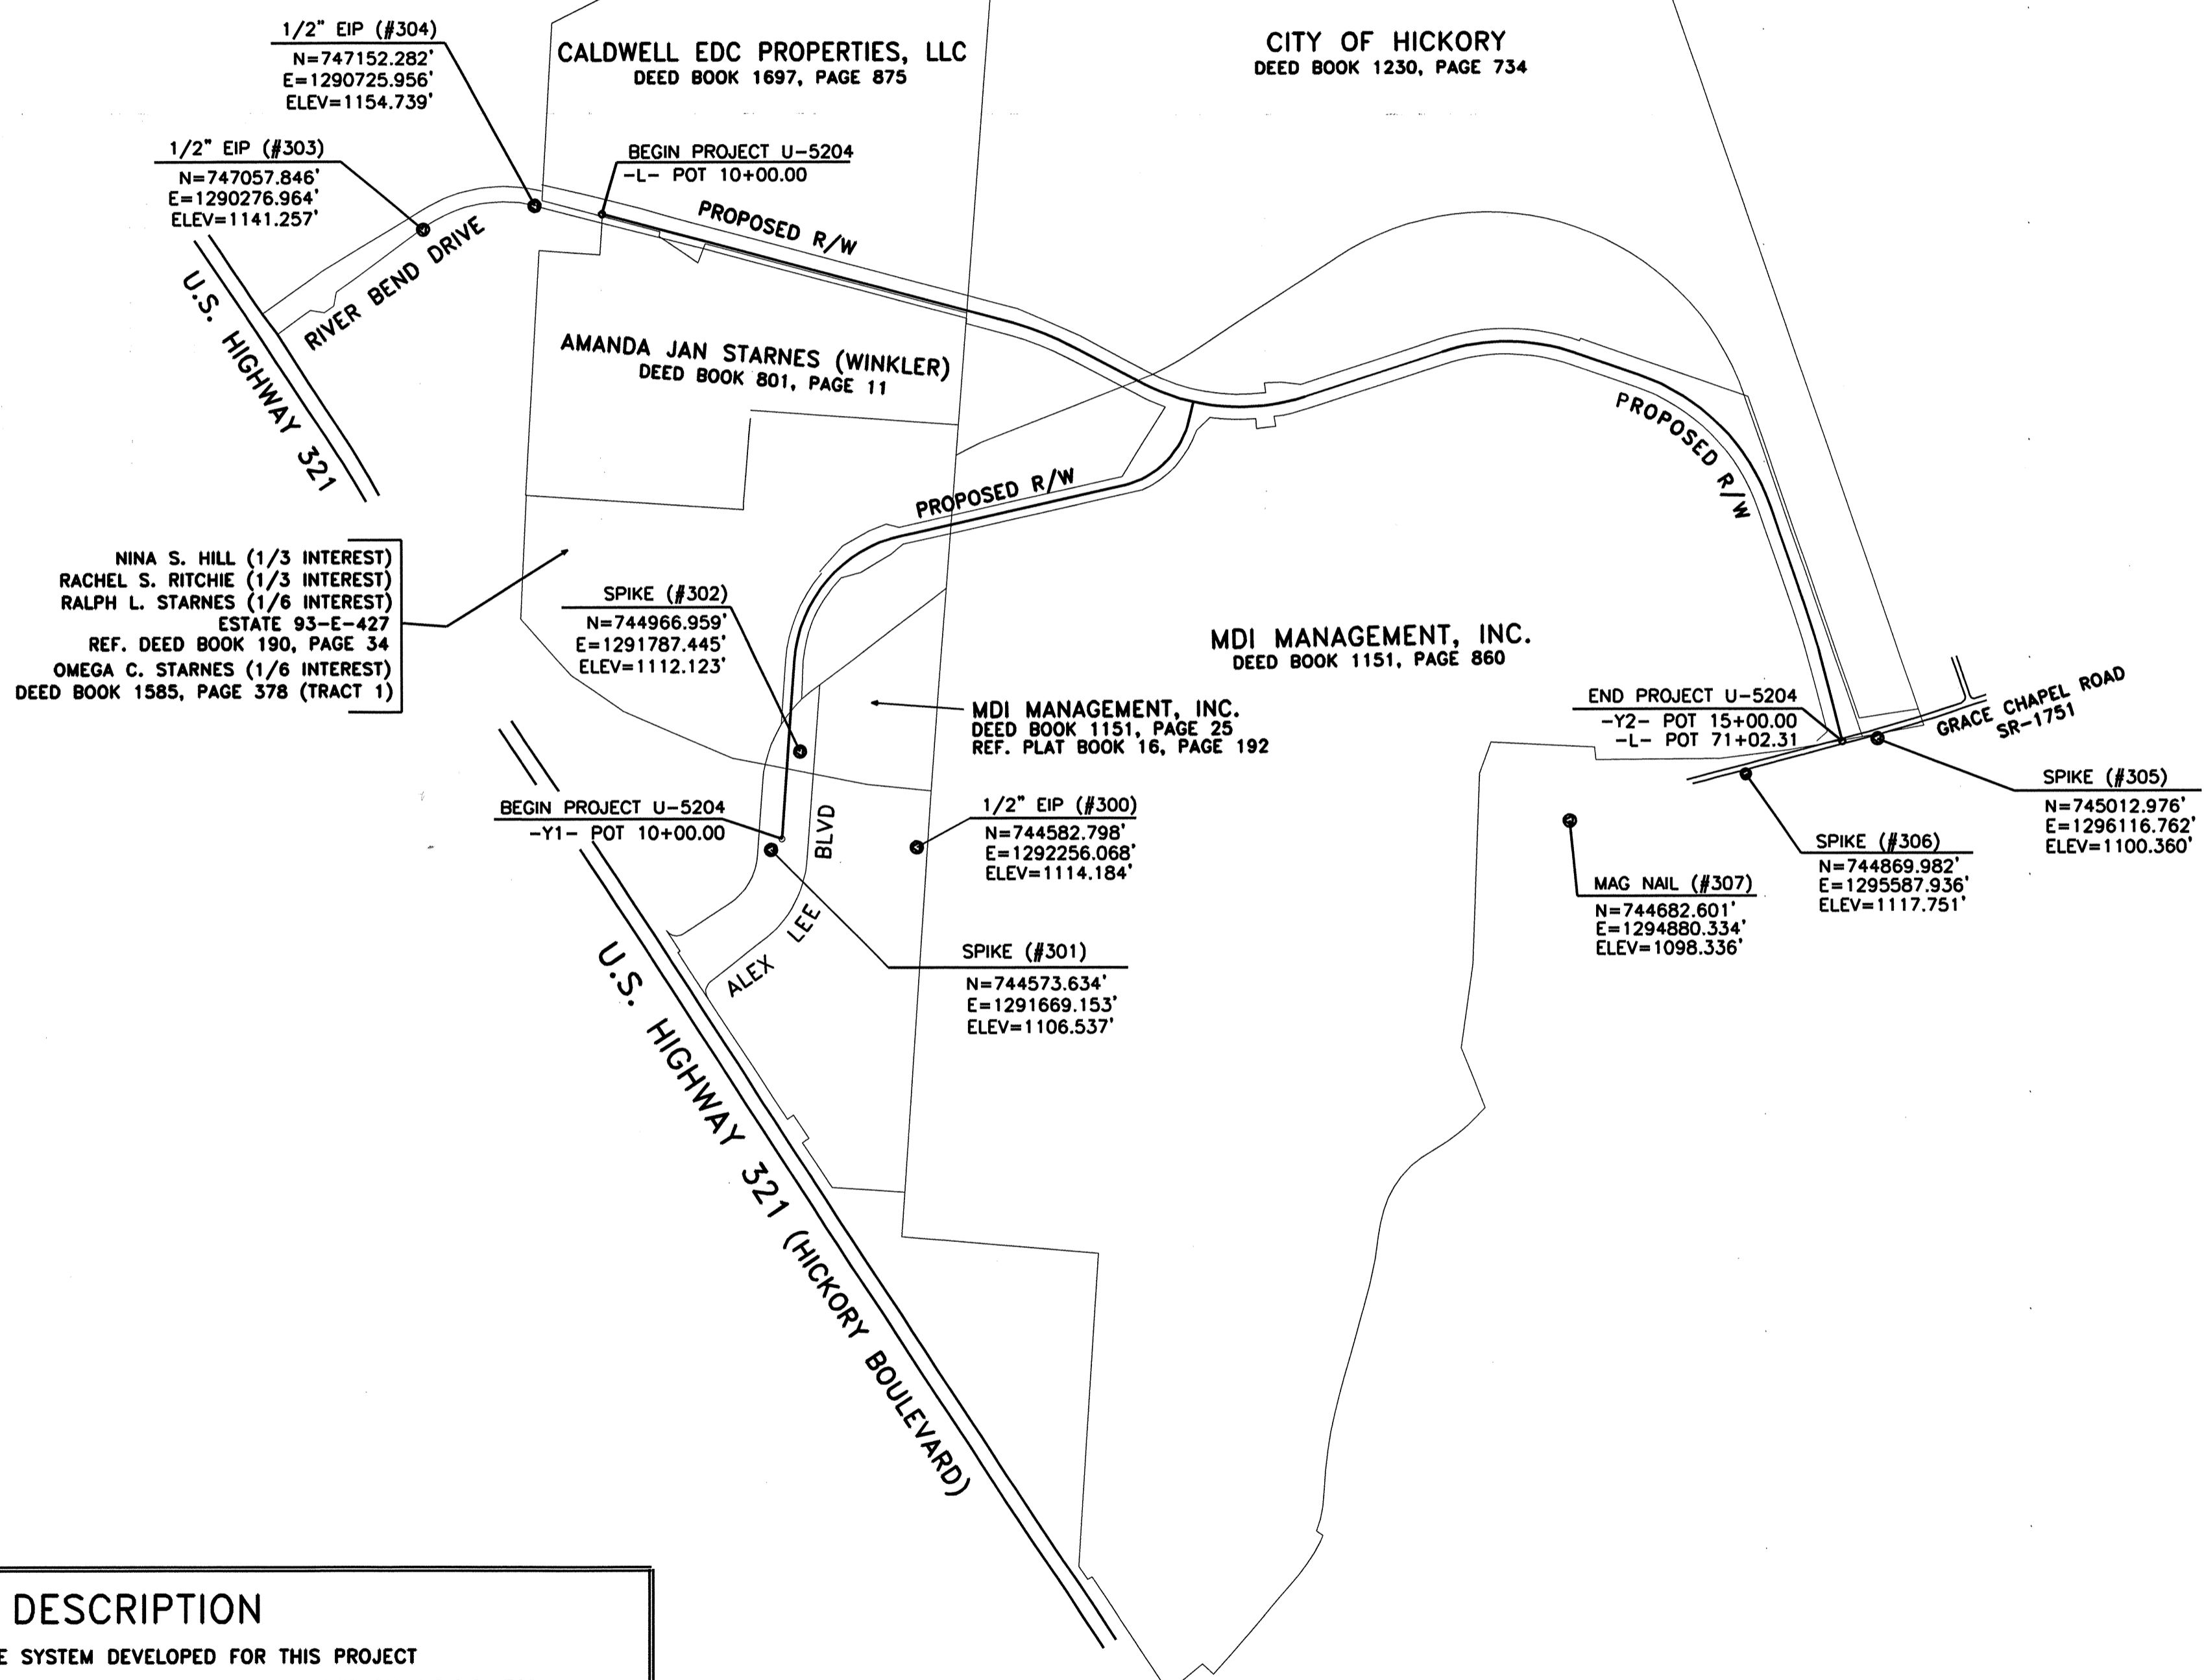 1/2" EIP (#304)
N=747152.282'
E=1290725.956'
ELEV=1154.739'
CALDWELL EDC PROPERTIES, LLC
DEED BOOK 1697, PAGE 875
CITY OF HICKORY
DEED BOOK 1230, PAGE 734
1/2" EIP (#303)
N=747057.846'
E=1290276.964'
ELEV=1141.257'
BEGIN PROJECT U-5204
-L- POT 10+00.00
PROPOSED R/W
RIVER BEND DRIVE
U.S. HIGHWAY 321
AMANDA JAN STARNES (WINKLER)
DEED BOOK 801, PAGE 11
PROPOSED R/W
PROPOSED R/W
NINA S. HILL (1/3 INTEREST)
RACHEL S. RITCHIE (1/3 INTEREST)
RALPH L. STARNES (1/6 INTEREST)
ESTATE 93-E-427
REF. DEED BOOK 190, PAGE 34
OMEGA C. STARNES (1/6 INTEREST)
DEED BOOK 1585, PAGE 378 (TRACT 1)
SPIKE (#302)
N=744966.959'
E=1291787.445'
ELEV=1112.123'
MDI MANAGEMENT, INC.
DEED BOOK 1151, PAGE 860
MDI MANAGEMENT, INC.
DEED BOOK 1151, PAGE 25
REF. PLAT BOOK 16, PAGE 192
END PROJECT U-5204
-Y2- POT 15+00.00
-L- POT 71+02.31
GRACE CHAPEL ROAD
SR-1751
BEGIN PROJECT U-5204
-Y1- POT 10+00.00
ALEX LEE BLVD
1/2" EIP (#300)
N=744582.798'
E=1292256.068'
ELEV=1114.184'
SPIKE (#305)
N=745012.976'
E=1296116.762'
ELEV=1100.360'
SPIKE (#306)
N=744869.982'
E=1295587.936'
ELEV=1117.751'
MAG NAIL (#307)
N=744682.601'
E=1294880.334'
ELEV=1098.336'
SPIKE (#301)
N=744573.634'
E=1291669.153'
ELEV=1106.537'
U.S. HIGHWAY 321 (HICKORY BOULEVARD)
DESCRIPTION
E SYSTEM DEVELOPED FOR THIS PROJECT